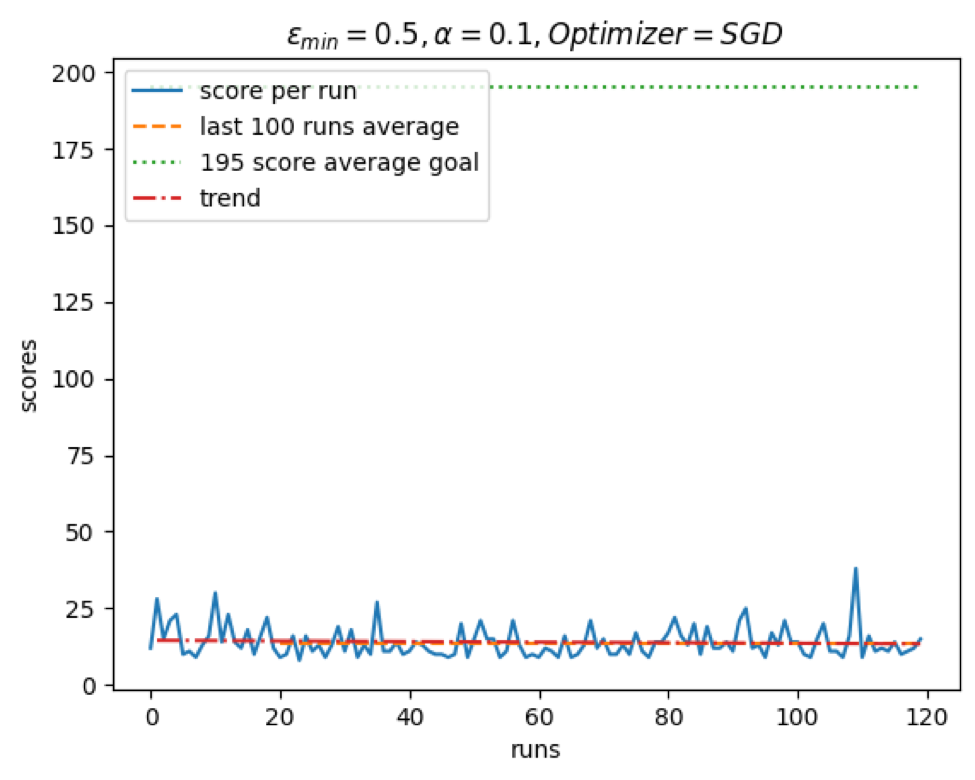 ε_min = 0.5, α = 0.1, Optimizer = SGD
200
175
150
125
100
75
50
25
0
scores
score per run
last 100 runs average
195 score average goal
trend
0 20 40 60 80 100 120
runs